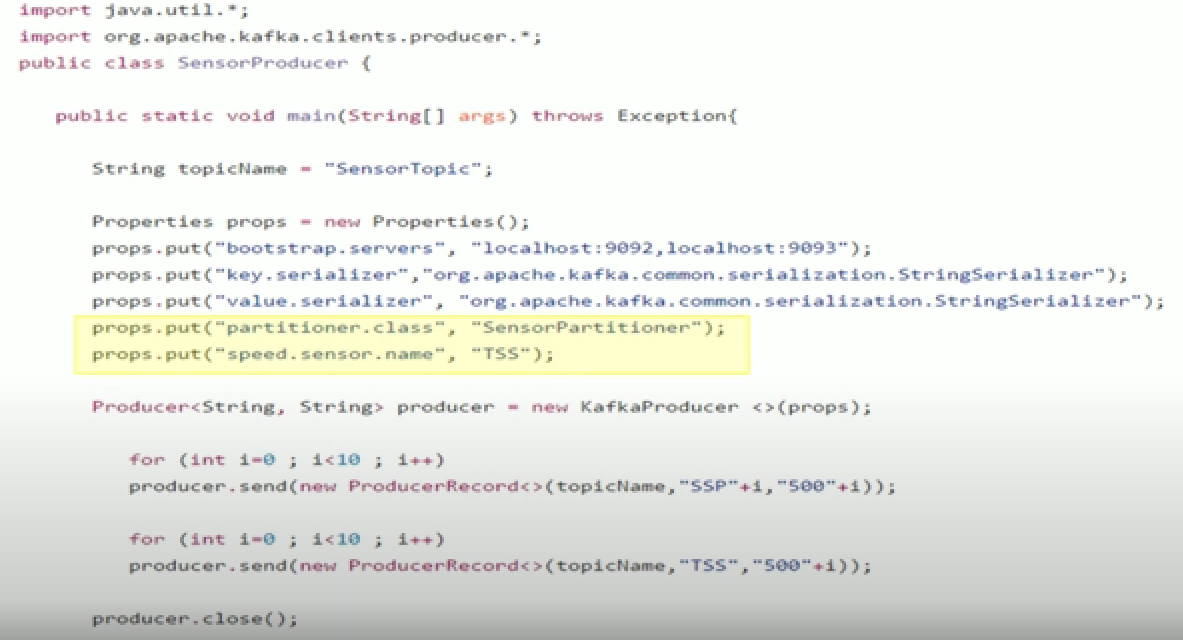 import java.util.*;
import org.apache.kafka.clients.producer.*;
public class SensorProducer {
public static void main(String[] args) throws Exception{
String topicName = "SensorTopic";
Properties props = new Properties();
props.put("bootstrap.servers", "localhost:9092,localhost:9093");
props.put("key.serializer","org.apache.kafka.common.serialization.StringSerializer");
props.put("value.serializer", "org.apache.kafka.common.serialization.StringSerializer");
props.put("partitioner.class", "SensorPartitioner");
props.put("speed.sensor.name", "TSS");
Producer<String, String> producer = new KafkaProducer <>(props);
for (int i=0 ; i<10 ; i++)
producer.send(new ProducerRecord<>(topicName,"SSP"+i,"500"+i));
for (int i=0 ; i<10 ; i++)
producer.send(new ProducerRecord<>(topicName,"TSS","500"+i));
producer.close();